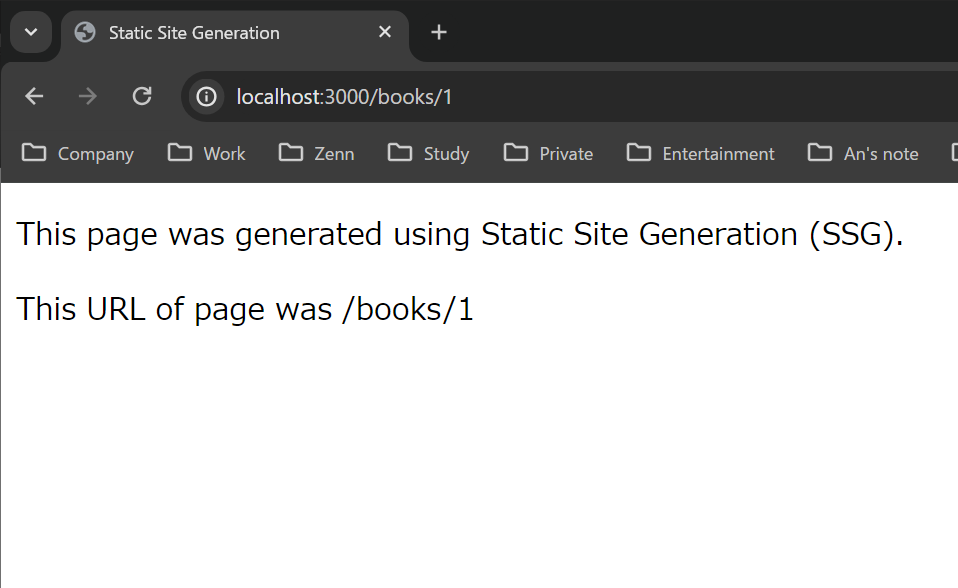 Static Site Generation
localhost:3000/books/1
Company Work Zenn Study Private Entertainment An's note
This page was generated using Static Site Generation (SSG).
This URL of page was /books/1